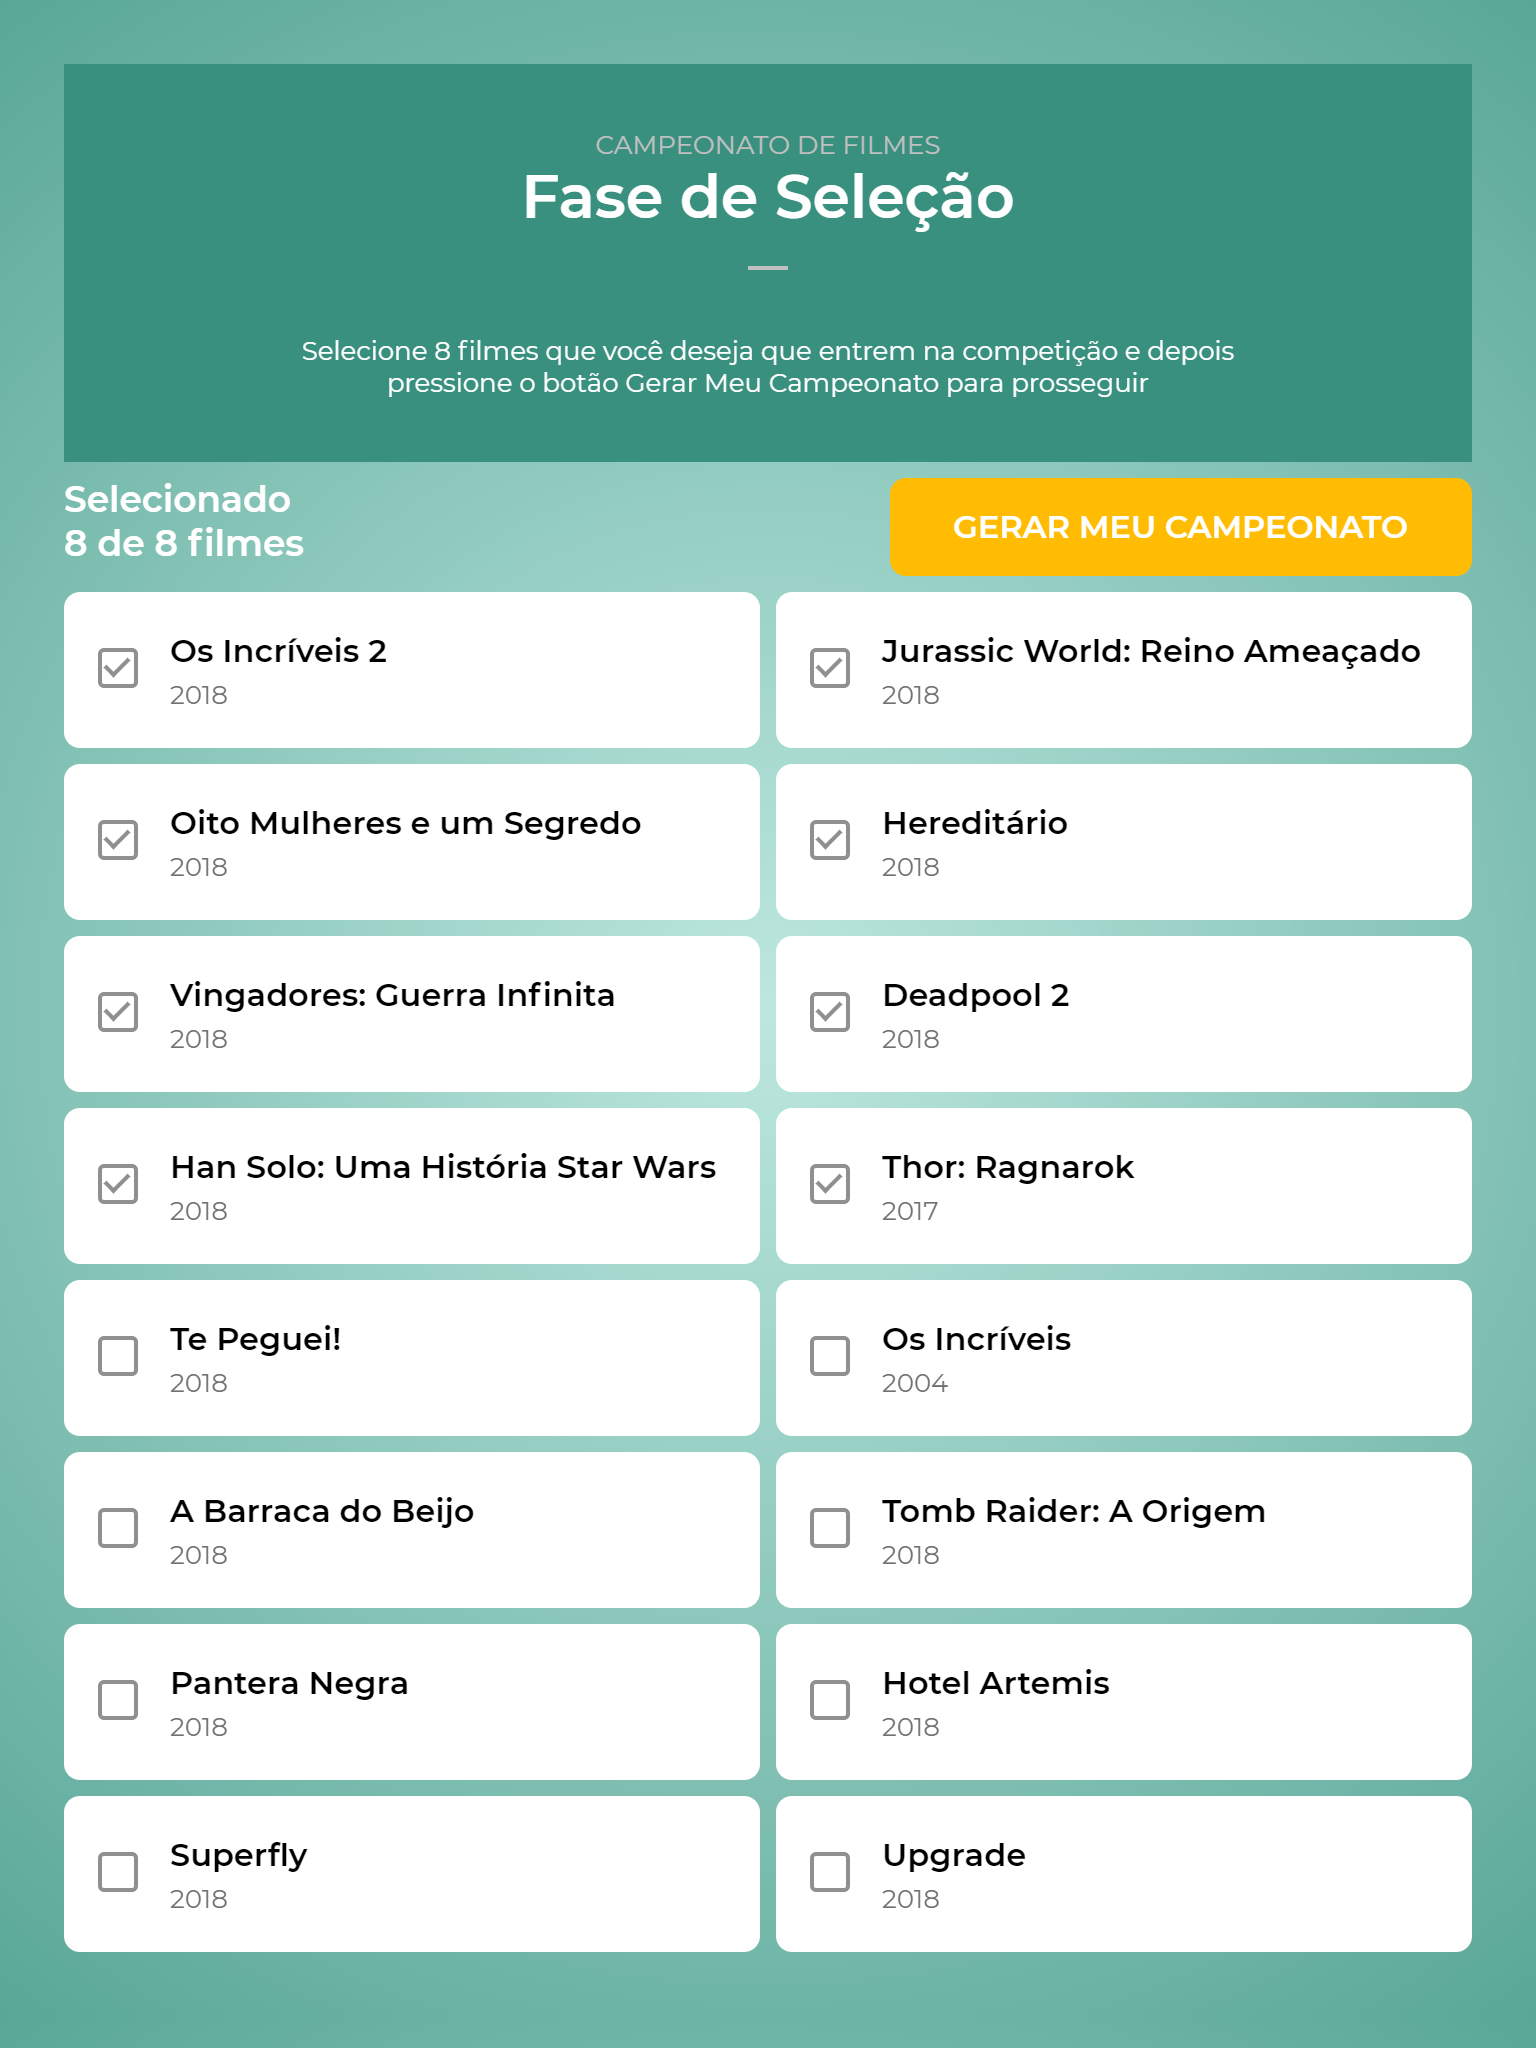 CAMPEONATO DE FILMES
Fase de Seleção
Selecione 8 filmes que você deseja que entrem na competição e depois
pressione o botão Gerar Meu Campeonato para prosseguir
Selecionado
8 de 8 filmes
GERAR MEU CAMPEONATO
Os Incríveis 2
2018
Jurassic World: Reino Ameaçado
2018
Oito Mulheres e um Segredo
2018
Hereditário
2018
Vingadores: Guerra Infinita
2018
Deadpool 2
2018
Han Solo: Uma História Star Wars
2018
Thor: Ragnarok
2017
Te Peguei!
2018
Os Incríveis
2004
A Barraca do Beijo
2018
Tomb Raider: A Origem
2018
Pantera Negra
2018
Hotel Artemis
2018
Superfly
2018
Upgrade
2018